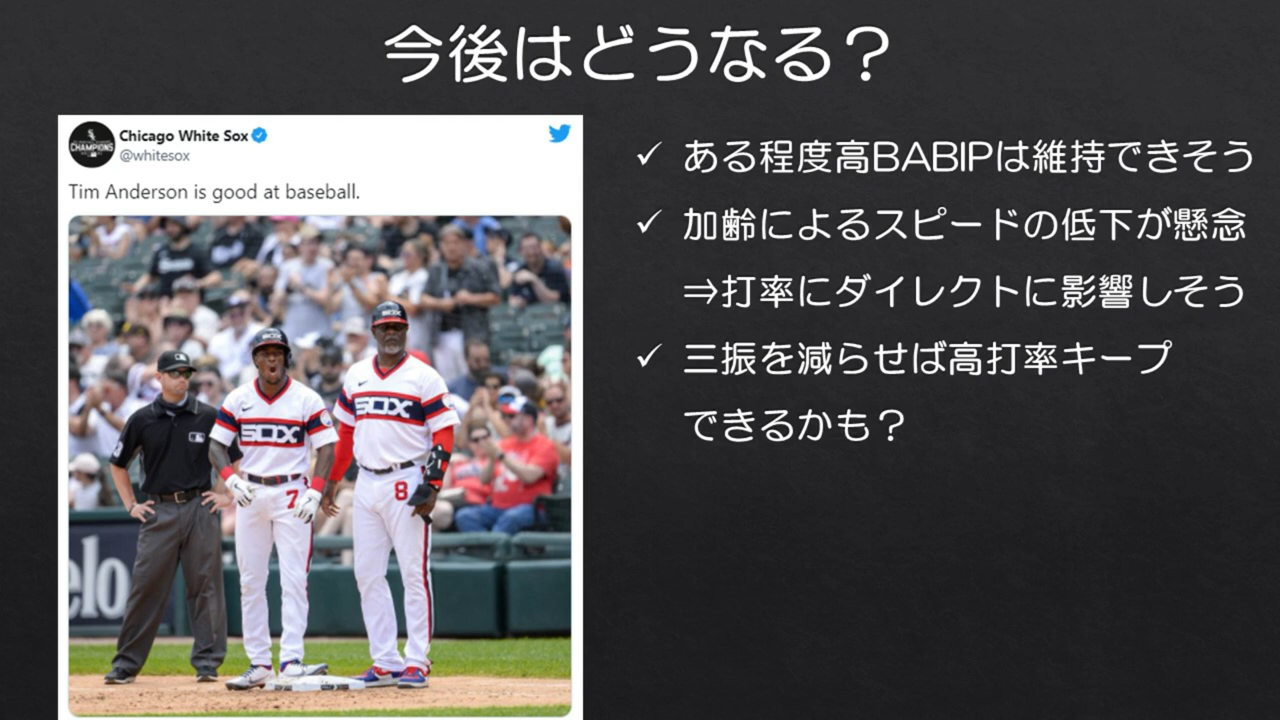 今後はどうなる？
Chicago White Sox
@whitesox
Tim Anderson is good at baseball.
CHAMPIONS
SOX
SOX
SOX
SOX
7
8
elo
✓ ある程度高BABIPは維持できそう
✓ 加齢によるスピードの低下が懸念
⇒打率にダイレクトに影響しそう
✓ 三振を減らせば高打率キープ
できるかも？